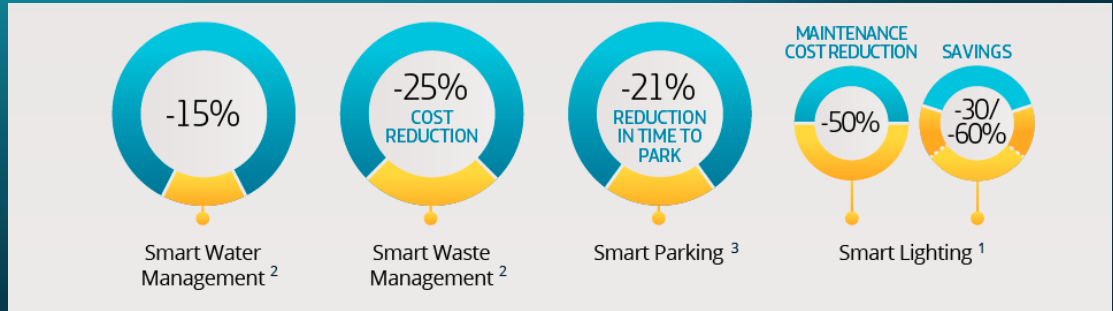 -15%
Smart Water
Management 2
-25%
COST
REDUCTION
Smart Waste
Management 2
-21%
REDUCTION
IN TIME TO
PARK
Smart Parking 3
MAINTENANCE
COST REDUCTION
-50%
SAVINGS
-30/
-60%
Smart Lighting 1